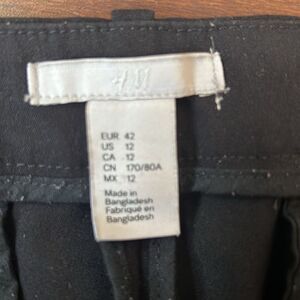 H&M
EUR 42
US 12
CA 12
CN 170/80A
MX 12
Made in
Bangladesh
Fabriqué en
Bangladesh